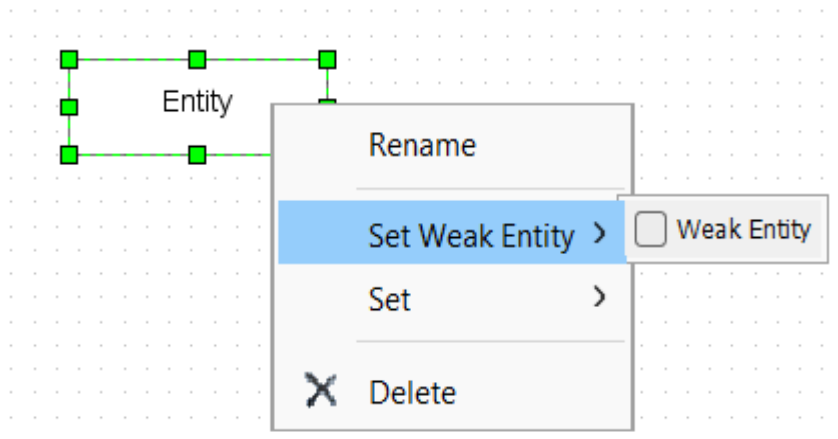 Entity
Rename
Set Weak Entity
Weak Entity
Set
Delete